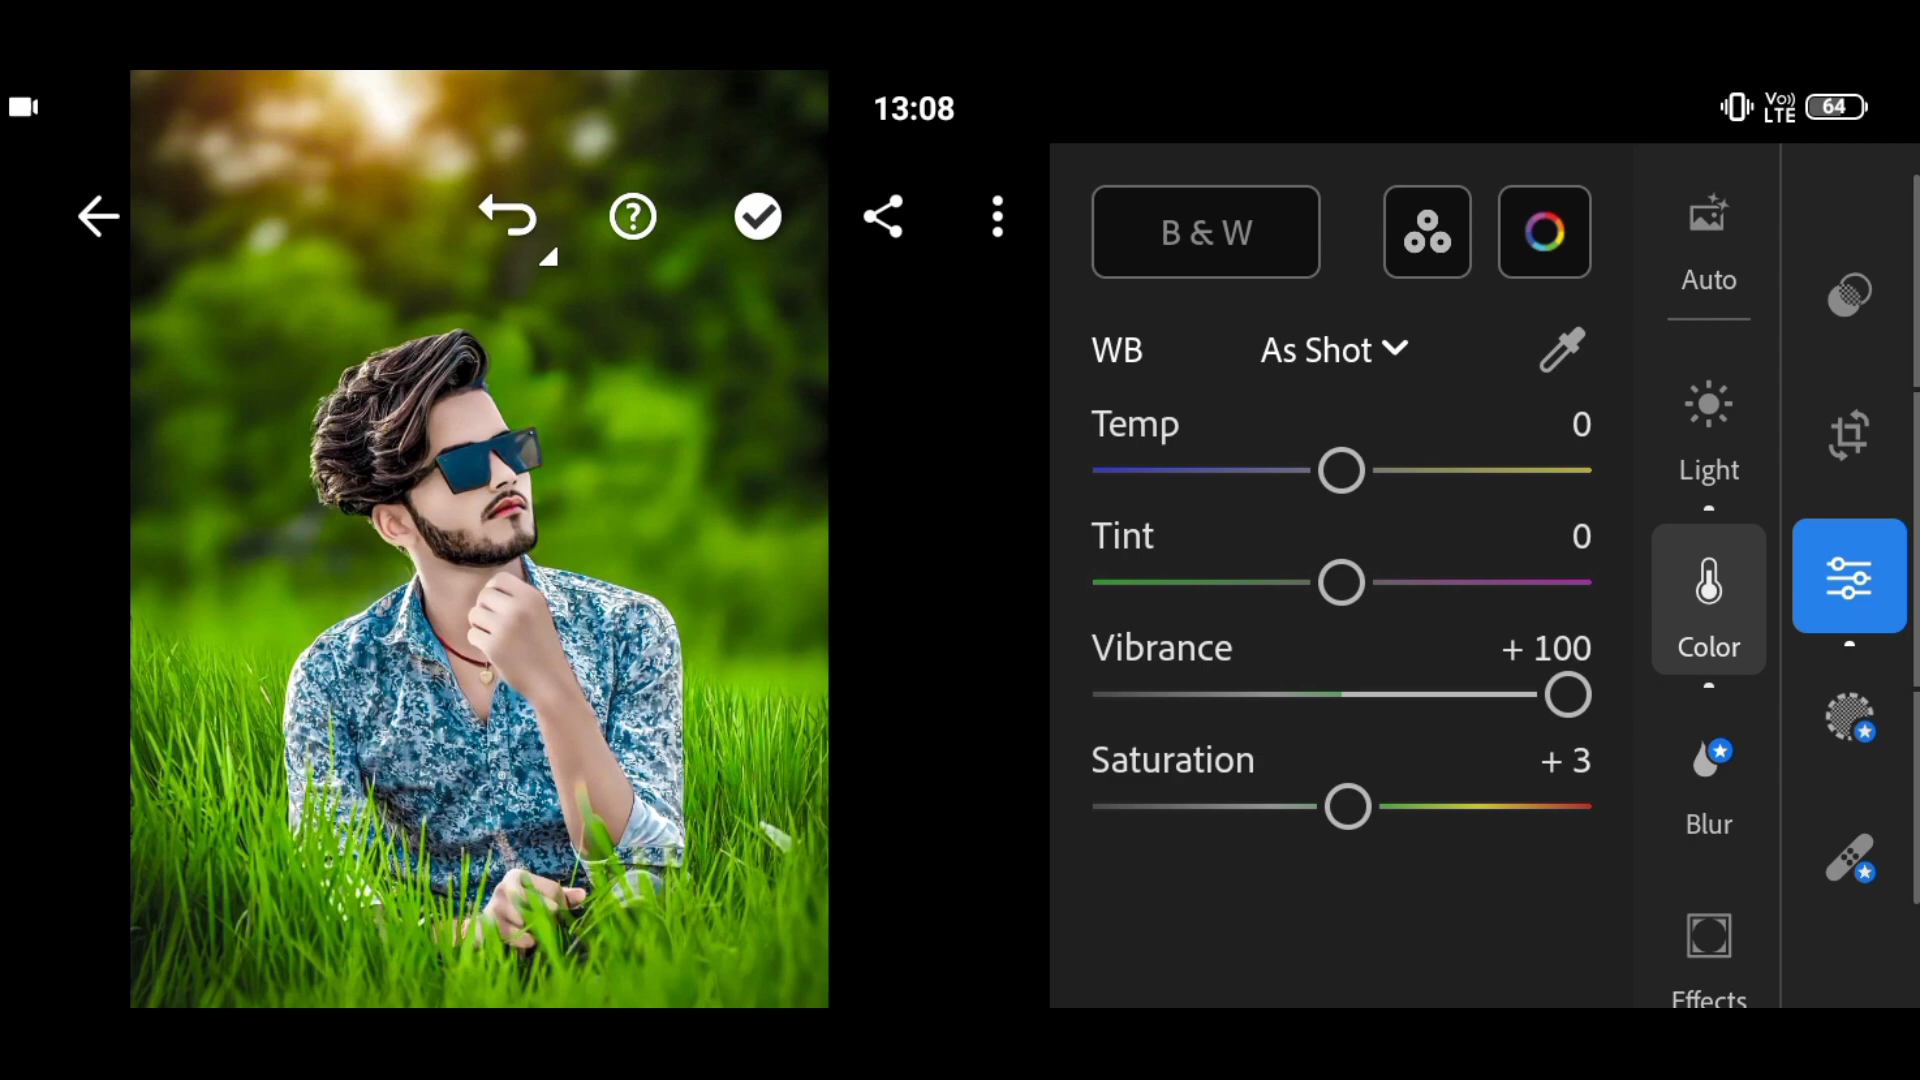 13:08
Vo))
LTE
64
B & W
WB
As Shot
Temp
0
Tint
0
Vibrance
+ 100
Saturation
+ 3
Auto
Light
Color
Blur
Effects